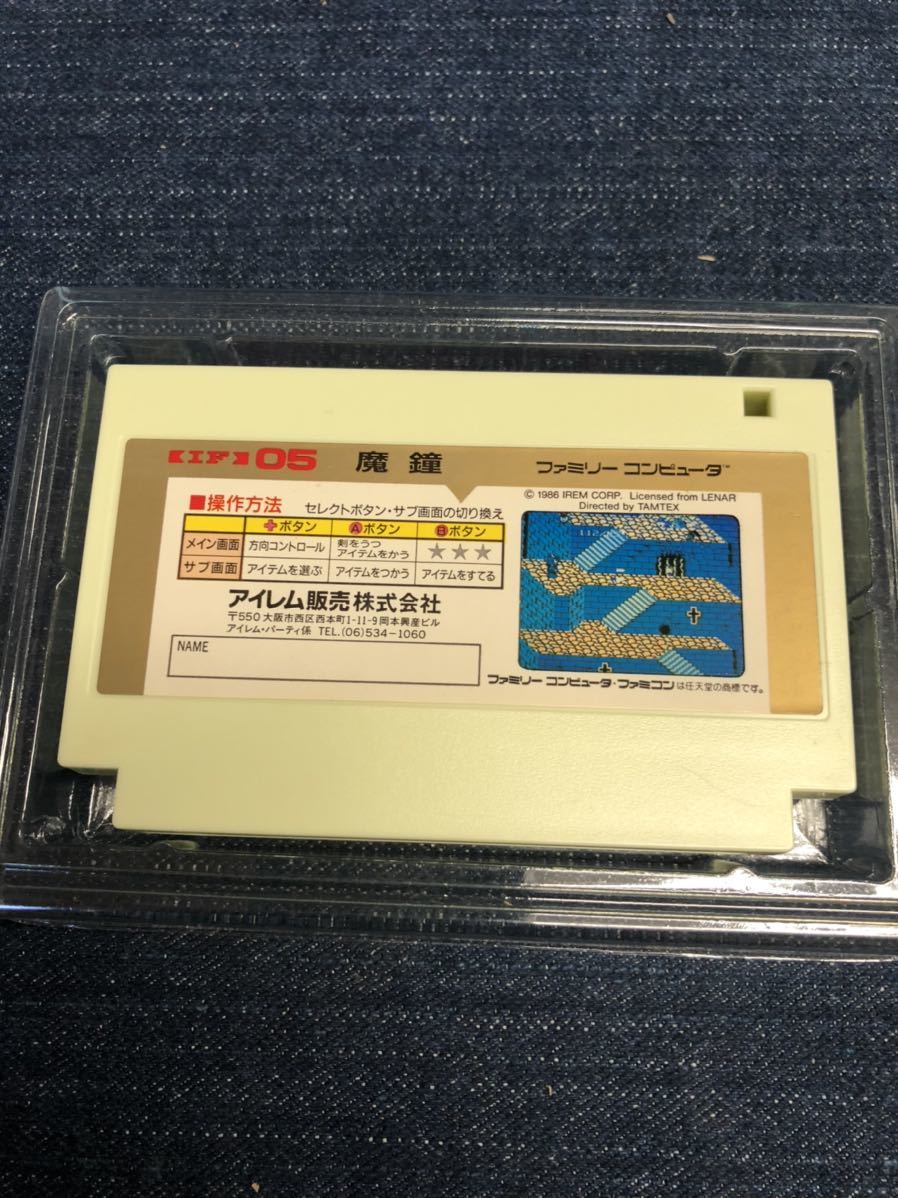 IF 05 魔鐘 ファミリー コンピュータ™
■操作方法 セレクトボタン・サブ画面の切り換え
✚ボタン Ⓐボタン Ⓑボタン
メイン画面 方向コントロール 剣をうつ アイテムをかう ★★★
サブ画面 アイテムを選ぶ アイテムをつかう アイテムをすてる
アイレム販売株式会社
〒550 大阪市西区西本町1-11-9 岡本興産ビル
アイレム・パーティ係 TEL.(06)534-1060
NAME
© 1986 IREM CORP. Licensed from LENAR
Directed by TAMTEX
ファミリー コンピュータ・ファミコンは任天堂の商標です。